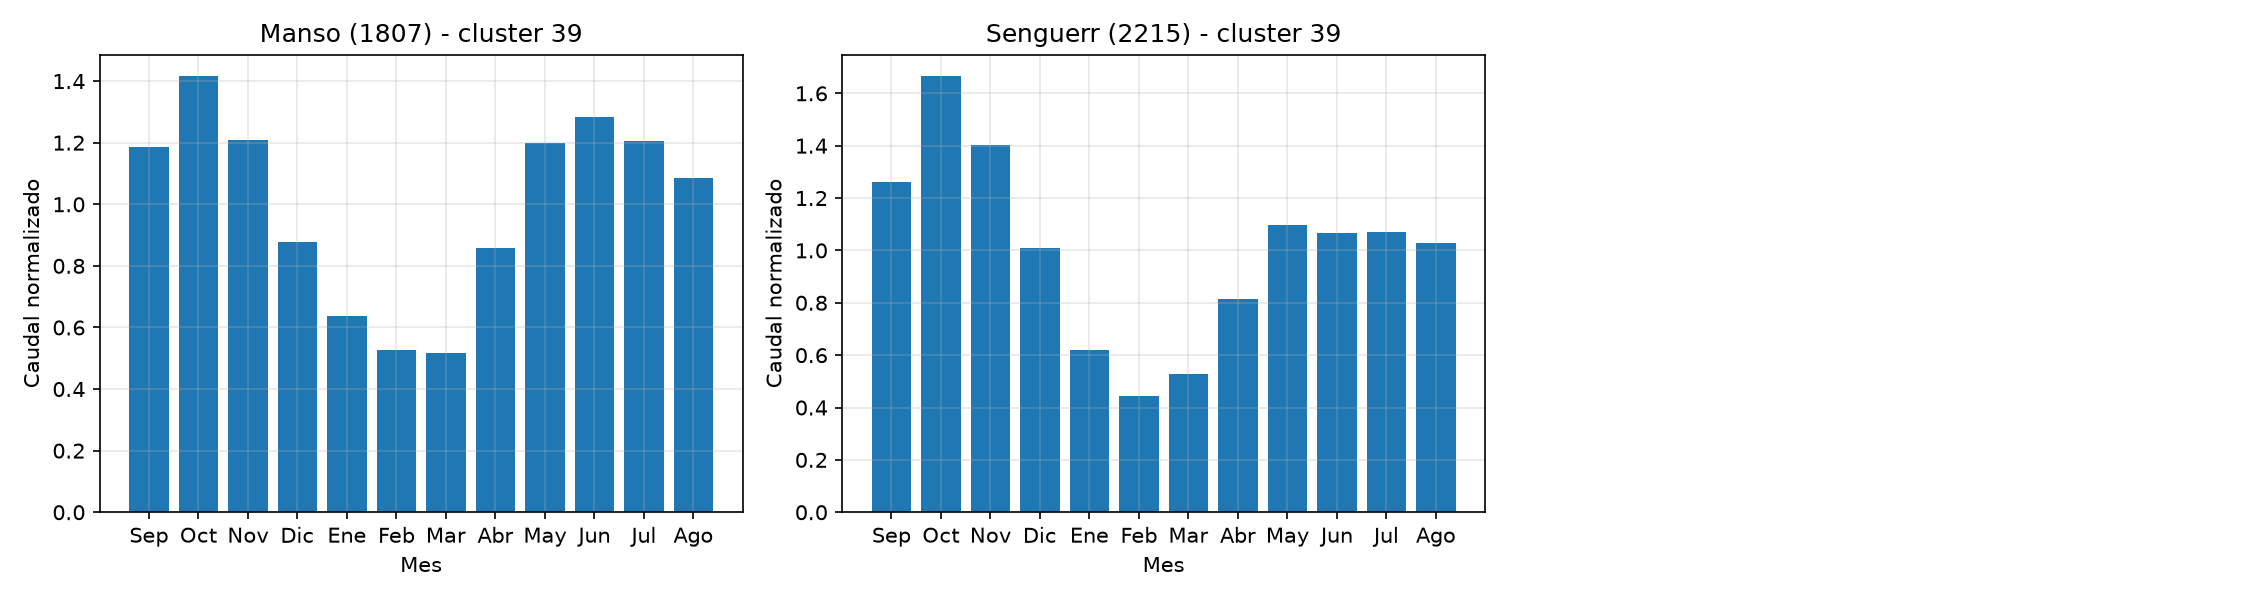 Manso (1807) - cluster 39
Caudal normalizado
1.4
1.2
1.0
0.8
0.6
0.4
0.2
0.0
Sep Oct Nov Dic Ene Feb Mar Abr May Jun Jul Ago
Mes
Senguerr (2215) - cluster 39
Caudal normalizado
1.6
1.4
1.2
1.0
0.8
0.6
0.4
0.2
0.0
Sep Oct Nov Dic Ene Feb Mar Abr May Jun Jul Ago
Mes